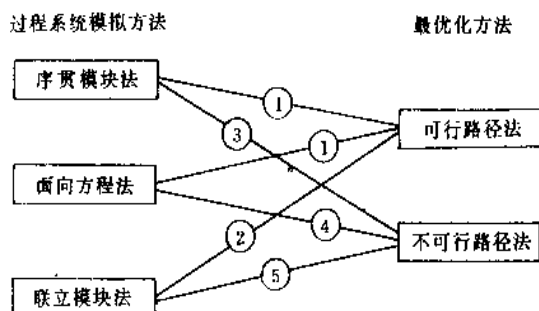 过程系统模拟方法
最优化方法
序贯模块法
①
③
可行路径法
①
面向方程法
②
④
不可行路径法
⑤
联立模块法